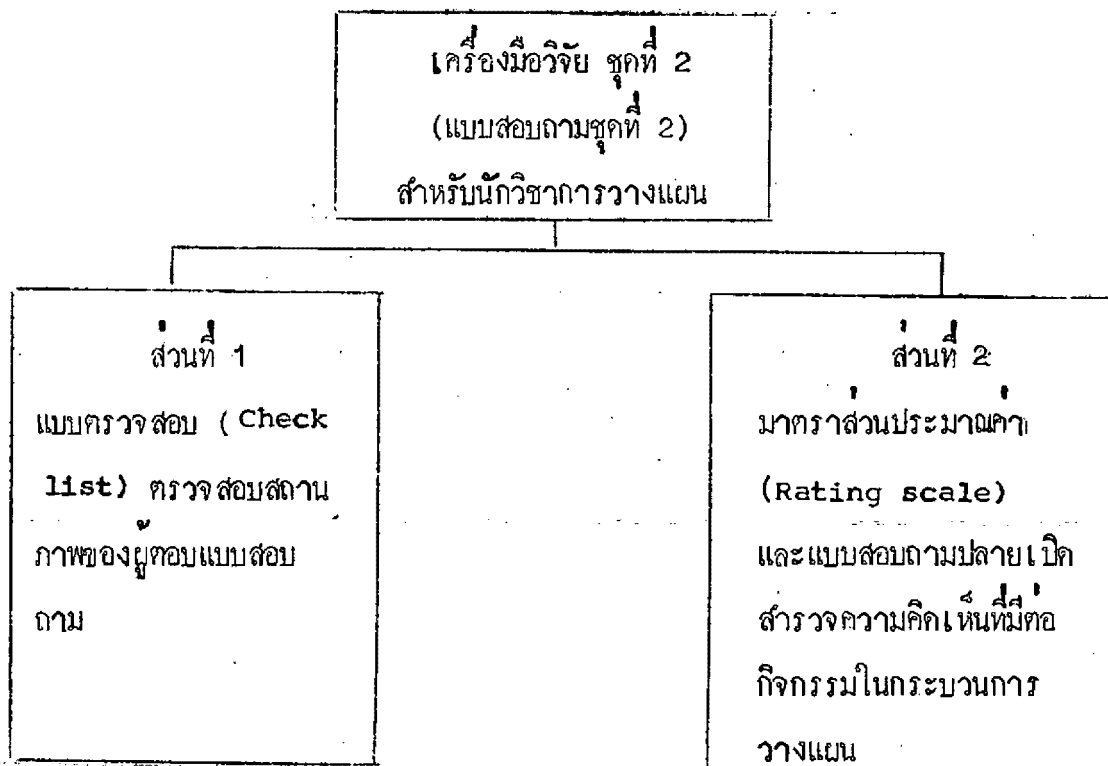 เครื่องมือวิจัย ชุดที่ 2
(แบบสอบถามชุดที่ 2)
สำหรับนักวิชาการวางแผน
ส่วนที่ 1
แบบตรวจสอบ (Check
list) ตรวจสอบสถาน
ภาพของผู้ตอบแบบสอบ
ถาม
ส่วนที่ 2
มาตราส่วนประมาณค่า
(Rating scale)
และแบบสอบถามปลายเปิด
สำรวจความคิดเห็นที่มีต่อ
กิจกรรมในกระบวนการ
วางแผน